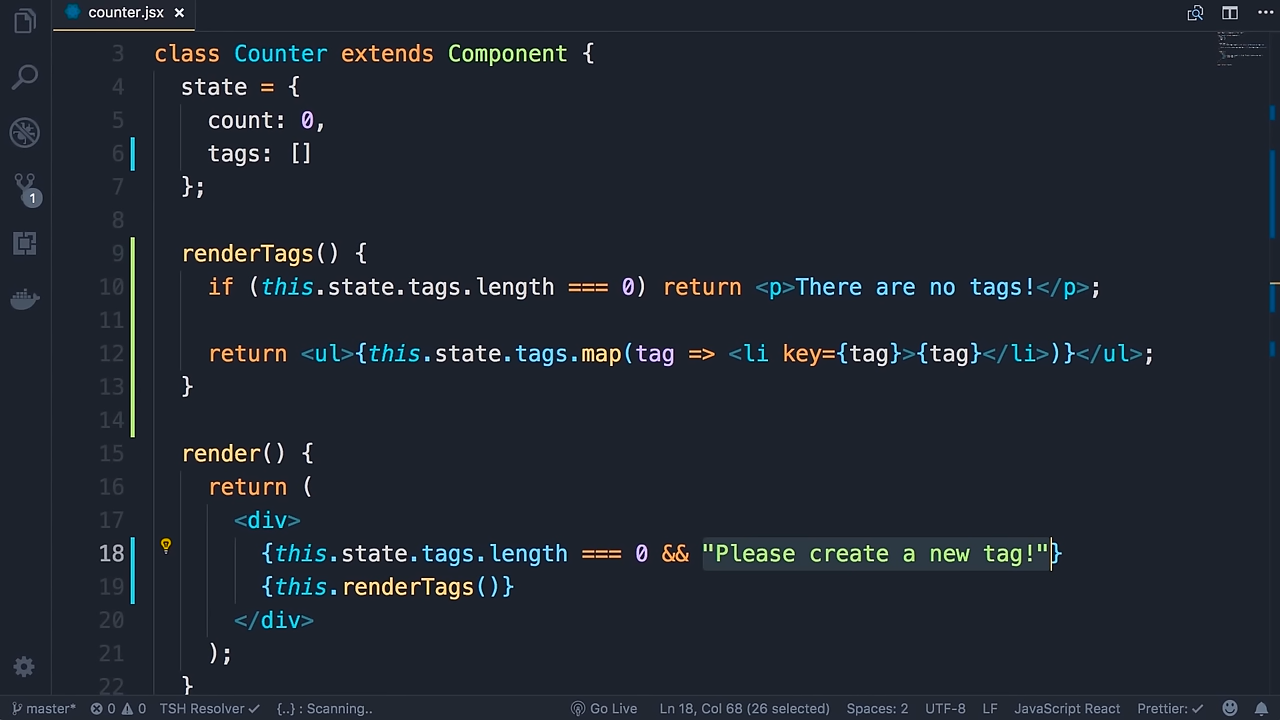 counter.jsx ×
3 class Counter extends Component {
4 state = {
5 count: 0,
6 tags: []
7 };
8
9 renderTags() {
10 if (this.state.tags.length === 0) return <p>There are no tags!</p>;
11
12 return <ul>{this.state.tags.map(tag => <li key={tag}>{tag}</li>)}</ul>;
13 }
14
15 render() {
16 return (
17 <div>
18 {this.state.tags.length === 0 && "Please create a new tag!"}
19 {this.renderTags()}
20 </div>
21 );
22 }
1
master* 0 0 TSH Resolver ✓ {..} : Scanning.. Go Live Ln 18, Col 68 (26 selected) Spaces: 2 UTF-8 LF JavaScript React Prettier: ✓